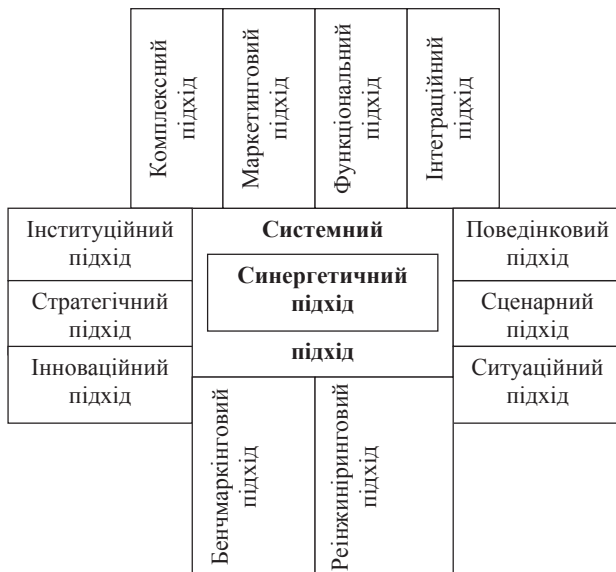 Комплексний
підхід
Маркетинговий
підхід
Функціональний
підхід
Інтеграційний
підхід
Інституційний
підхід
Стратегічний
підхід
Інноваційний
підхід
Системний
Синергетичний
підхід
підхід
Поведінковий
підхід
Сценарний
підхід
Ситуаційний
підхід
Бенчмаркінговий
підхід
Реінжиніринговий
підхід